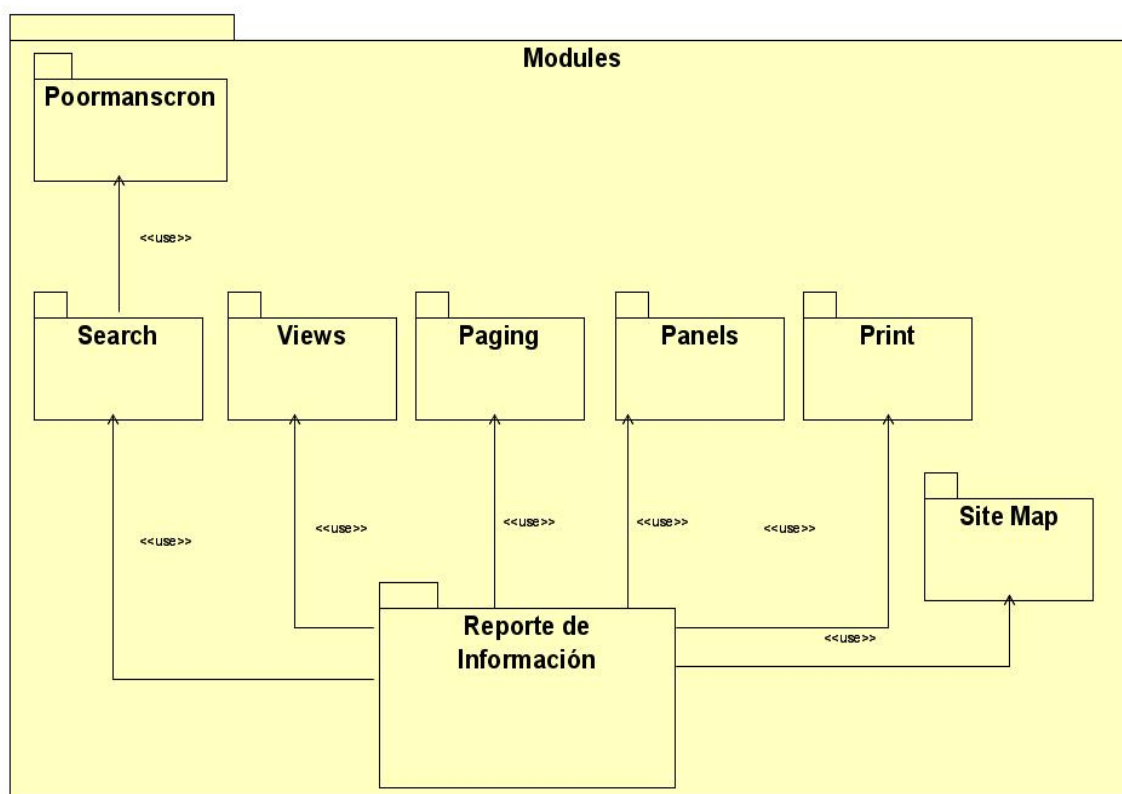 Modules
Poormanscron
<<use>>
Search
Views
Paging
Panels
Print
Site Map
<<use>>
<<use>>
<<use>>
<<use>>
<<use>>
<<use>>
Reporte de
Información